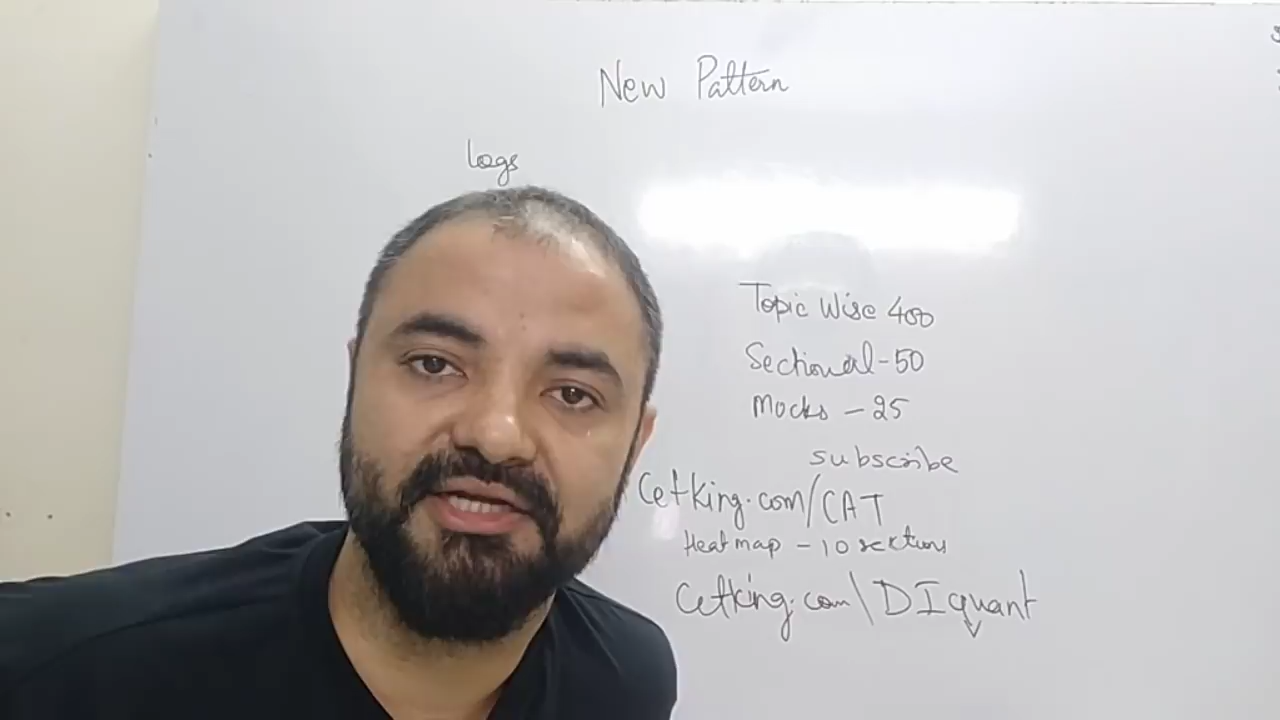 New Pattern
Logs
Topic Wise 400
Sectional-50
Mocks - 25
subscribe
Cetking.com/CAT
Heat map - 10 sections
Cetking.com\DIquant